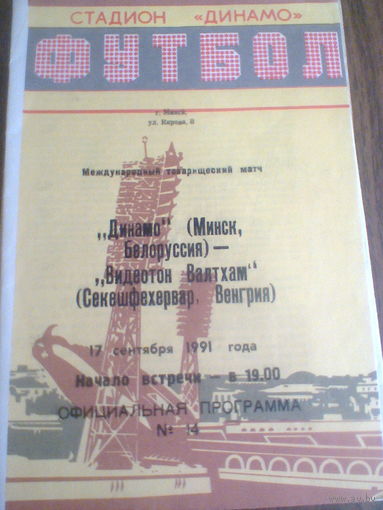 СТАДИОН «ДИНАМО»
ФУТБОЛ
г. Минск,
ул. Кирова, 8
Международный товарищеский матч
„Динамо" (Минск,
Белоруссия) —
„Видеотон Валтхам"
(Секешфехервар, Венгрия)
17 сентября 1991 года
Начало встречи — в 19.00
ОФИЦИАЛЬНАЯ ПРОГРАММА
№ 14